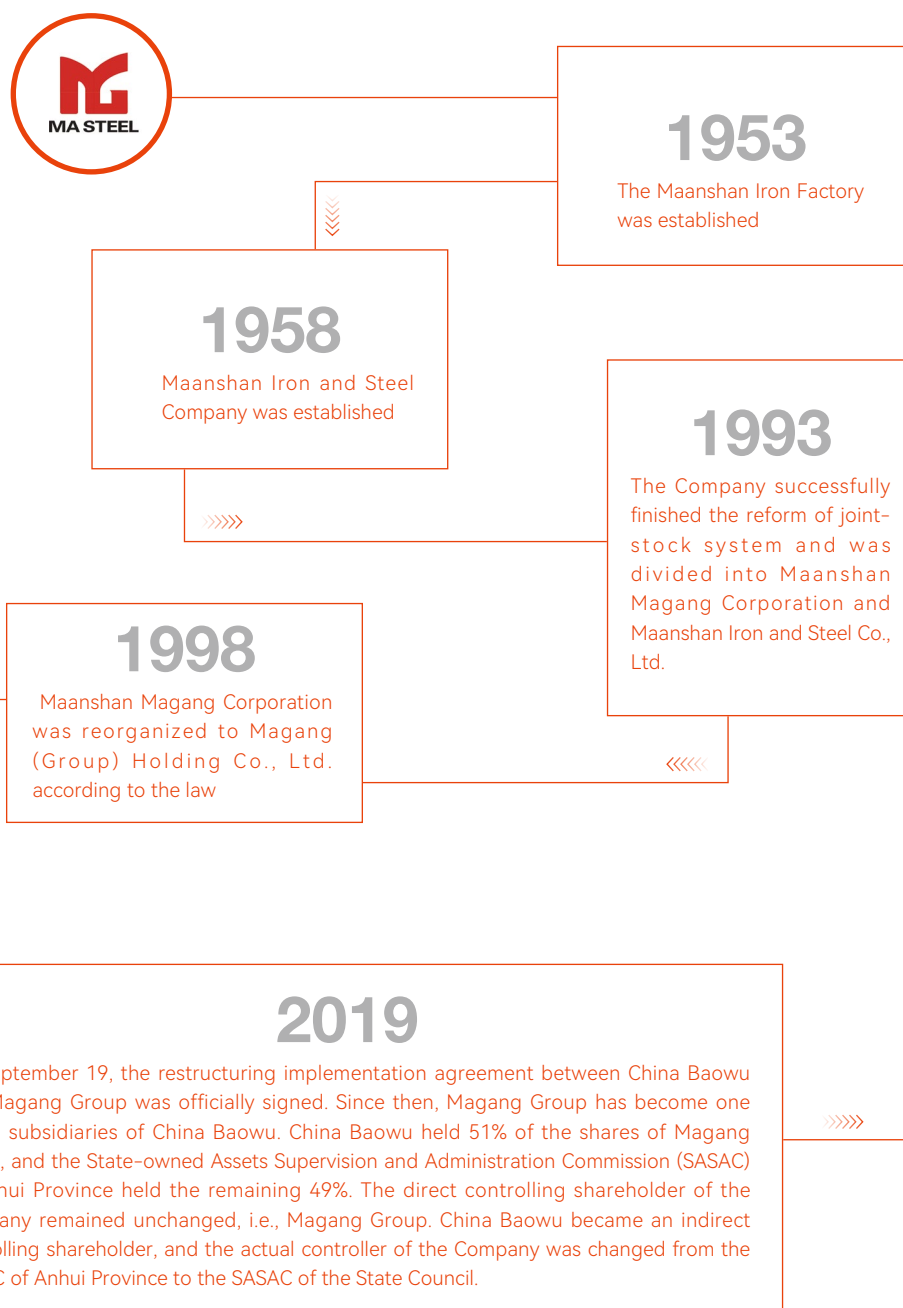 MA STEEL
1953
The Maanshan Iron Factory
was established
1958
Maanshan Iron and Steel
Company was established
1993
The Company successfully
finished the reform of joint-
stock system and was
divided into Maanshan
Magang Corporation and
Maanshan Iron and Steel Co.,
Ltd.
1998
Maanshan Magang Corporation
was reorganized to Magang
(Group) Holding Co., Ltd.
according to the law
2019
19, the restructuring implementation agreement between China Baowu
Magang Group was officially signed. Since then, Magang Group has become one
subsidiaries of China Baowu. China Baowu held 51% of the shares of Magang
, and the State-owned Assets Supervision and Administration Commission (SASAC)
Province held the remaining 49%. The direct controlling shareholder of the
remained unchanged, i.e., Magang Group. China Baowu became an indirect
shareholder, and the actual controller of the Company was changed from the
of Anhui Province to the SASAC of the State Council.